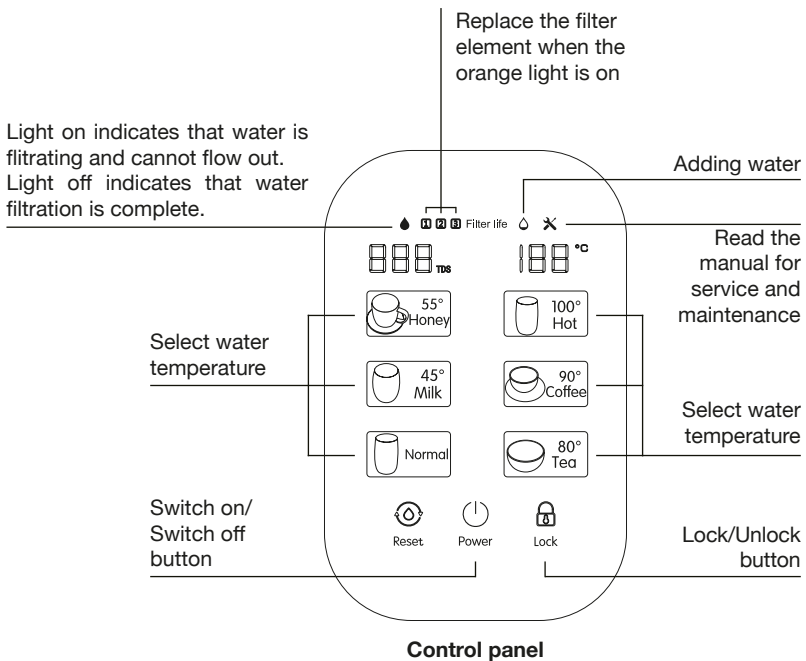 Replace the filter
element when the
orange light is on
Light on indicates that water is
flitrating and cannot flow out.
Light off indicates that water
filtration is complete.
Adding water
1 2 3 Filter life
Read the
manual for
service and
maintenance
888 TDS
188 °C
55°
Honey
100°
Hot
Select water
temperature
45°
Milk
90°
Coffee
Select water
temperature
Normal
80°
Tea
Switch on/
Switch off
button
Reset
Power
Lock
Lock/Unlock
button
Control panel